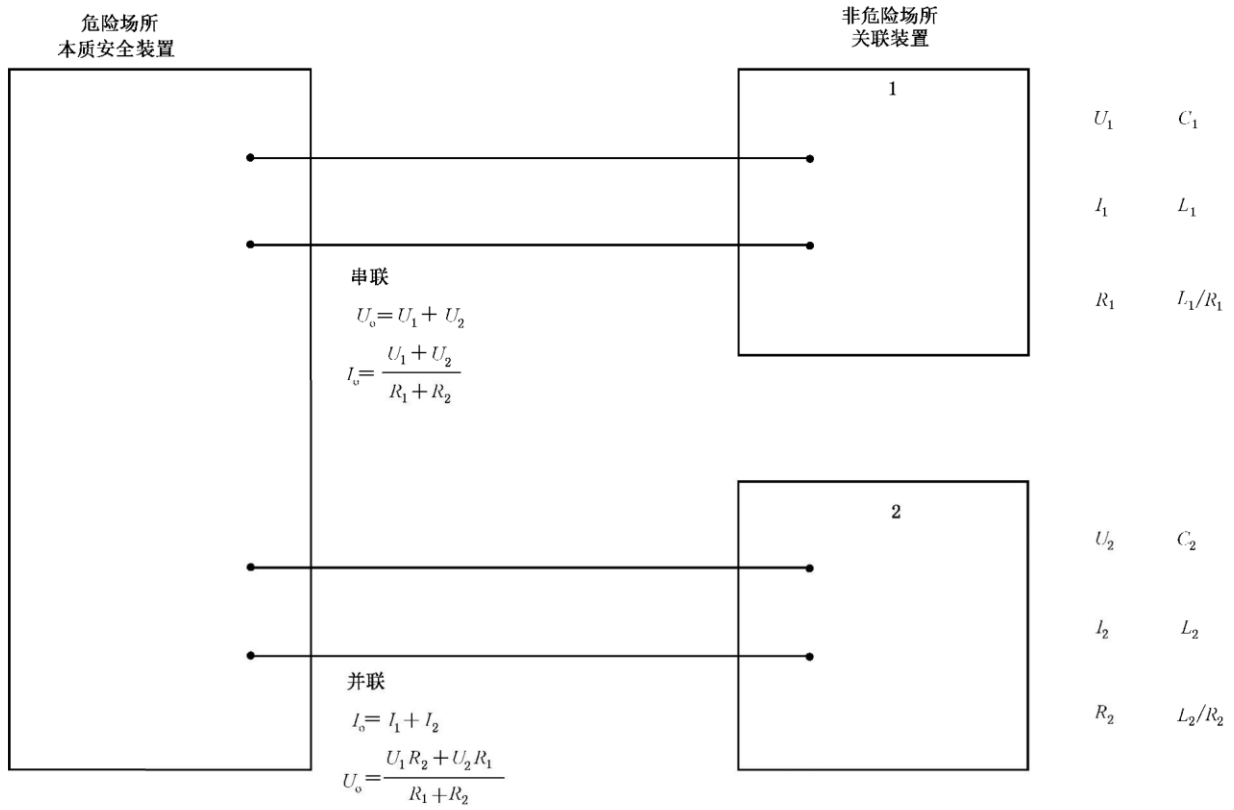 危险场所
本质安全装置
非危险场所
关联装置
1
U₁ C₁
I₁ L₁
R₁ L₁/R₁
串联
Uₒ=U₁+U₂
Iₒ=(U₁+U₂)/(R₁+R₂)
2
U₂ C₂
I₂ L₂
R₂ L₂/R₂
并联
Iₒ=I₁+I₂
Uₒ=(U₁R₂+U₂R₁)/(R₁+R₂)